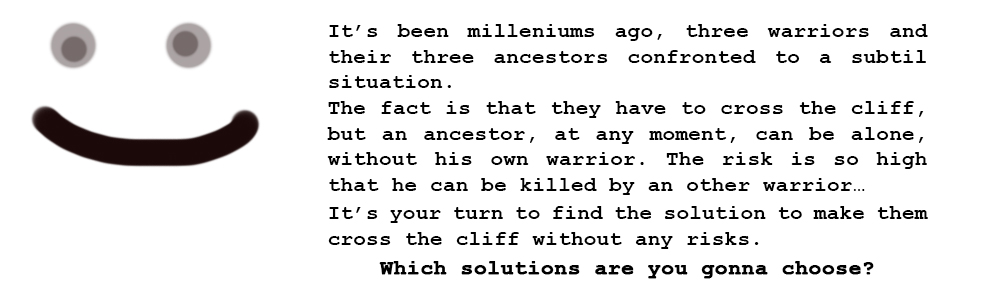 It’s been milleniums ago, three warriors and
their three ancestors confronted to a subtil
situation.
The fact is that they have to cross the cliff,
but an ancestor, at any moment, can be alone,
without his own warrior. The risk is so high
that he can be killed by an other warrior…
It’s your turn to find the solution to make them
cross the cliff without any risks.
Which solutions are you gonna choose?